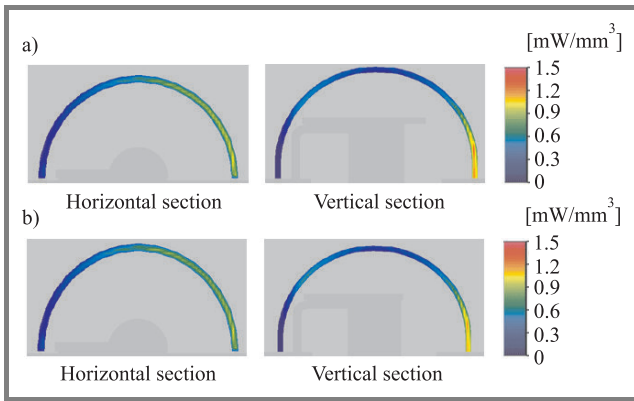 a)
[mW/mm³]
1.5
1.2
0.9
0.6
0.3
0
Horizontal section
Vertical section
b)
[mW/mm³]
1.5
1.2
0.9
0.6
0.3
0
Horizontal section
Vertical section